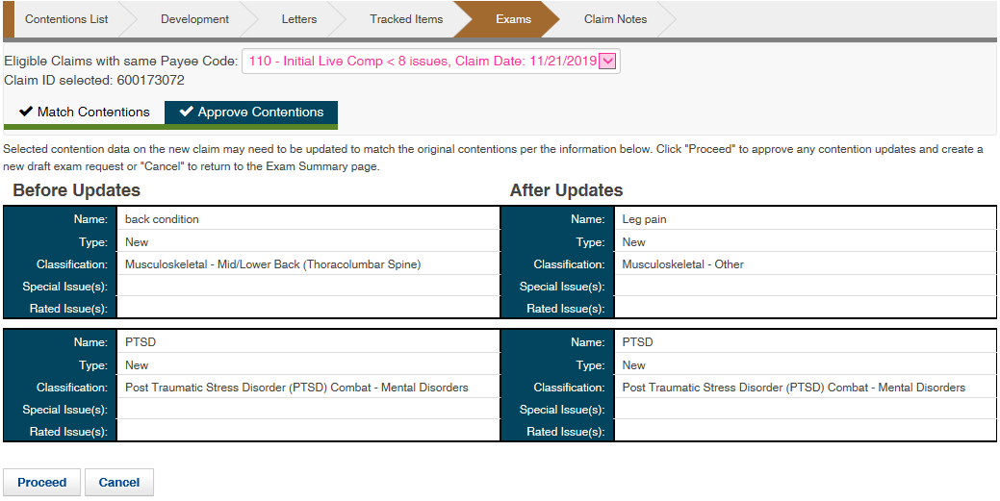 Contentions List Development Letters Tracked Items Exams Claim Notes
Eligible Claims with same Payee Code: 110 - Initial Live Comp < 8 issues, Claim Date: 11/21/2019
Claim ID selected: 600173072
✔ Match Contentions ✔ Approve Contentions
Selected contention data on the new claim may need to be updated to match the original contentions per the information below. Click "Proceed" to approve any contention updates and create a
new draft exam request or "Cancel" to return to the Exam Summary page.
Before Updates After Updates
Name: back condition Name: Leg pain
Type: New Type: New
Classification: Musculoskeletal - Mid/Lower Back (Thoracolumbar Spine) Classification: Musculoskeletal - Other
Special Issue(s): Special Issue(s):
Rated Issue(s): Rated Issue(s):
Name: PTSD Name: PTSD
Type: New Type: New
Classification: Post Traumatic Stress Disorder (PTSD) Combat - Mental Disorders Classification: Post Traumatic Stress Disorder (PTSD) Combat - Mental Disorders
Special Issue(s): Special Issue(s):
Rated Issue(s): Rated Issue(s):
Proceed Cancel